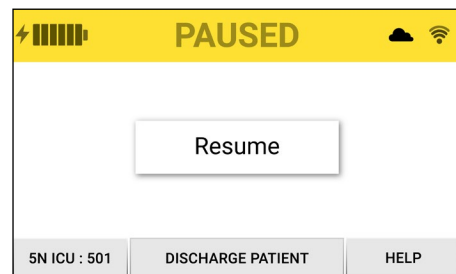 PAUSED
Resume
5N ICU : 501
DISCHARGE PATIENT
HELP